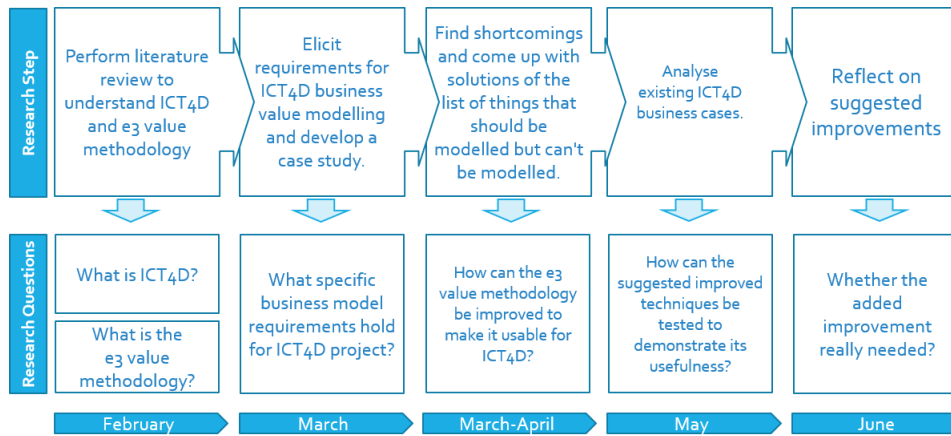 Research Step
Perform literature
review to
understand ICT4D
and e3 value
methodology
Elicit
requirements for
ICT4D business
value modelling
and develop a
case study.
Find shortcomings
and come up with
solutions of the
list of things that
should be
modelled but can't
be modelled.
Analyse
existing ICT4D
business cases.
Reflect on
suggested
improvements
Research Questions
What is ICT4D?
What is the
e3 value
methodology?
What specific
business model
requirements hold
for ICT4D project?
How can the e3
value methodology
be improved to
make it usable for
ICT4D?
How can the
suggested improved
techniques be
tested to
demonstrate its
usefulness?
Whether the
added
improvement
really needed?
February
March
March-April
May
June